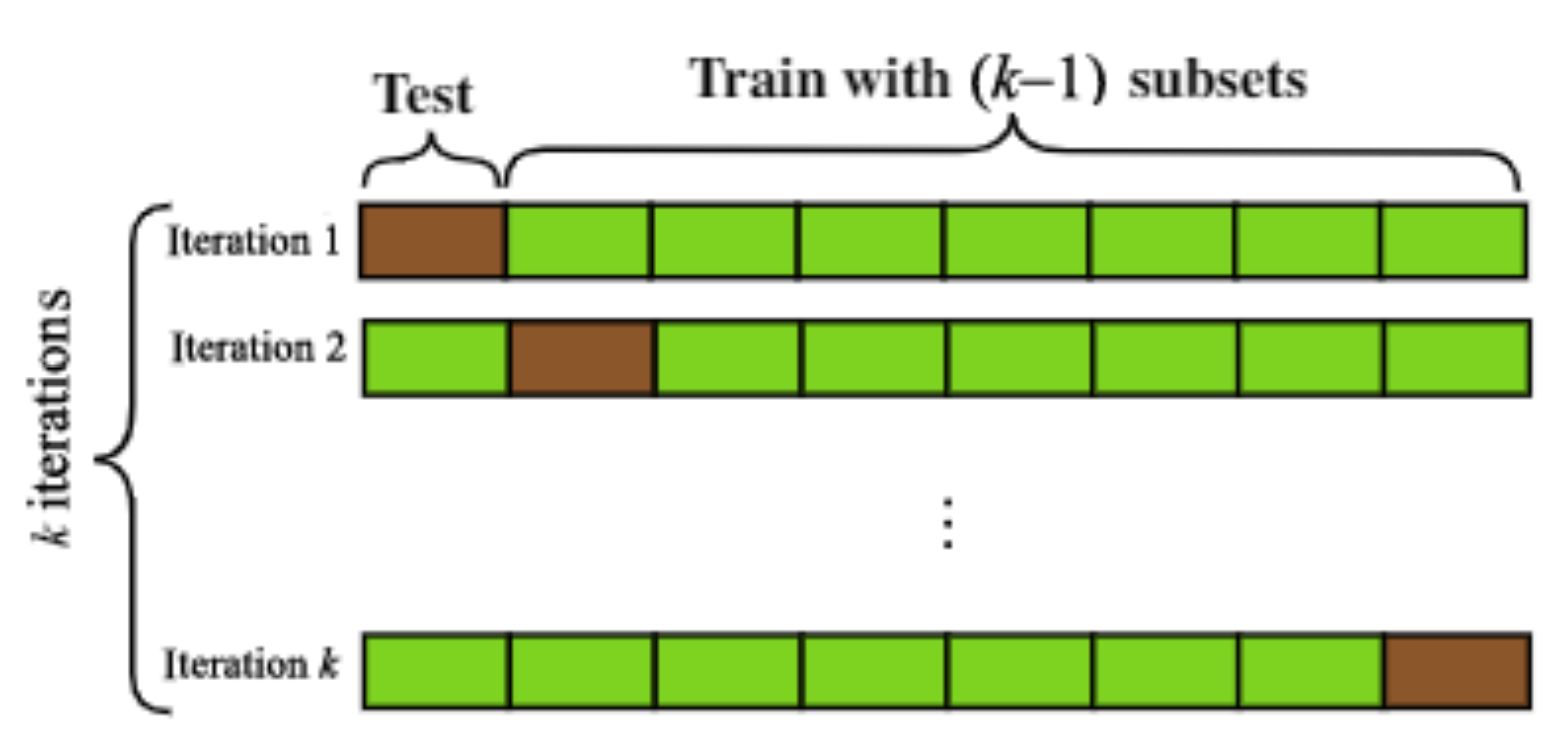 Test
Train with (k–1) subsets
k iterations
Iteration 1
Iteration 2
⋮
Iteration k